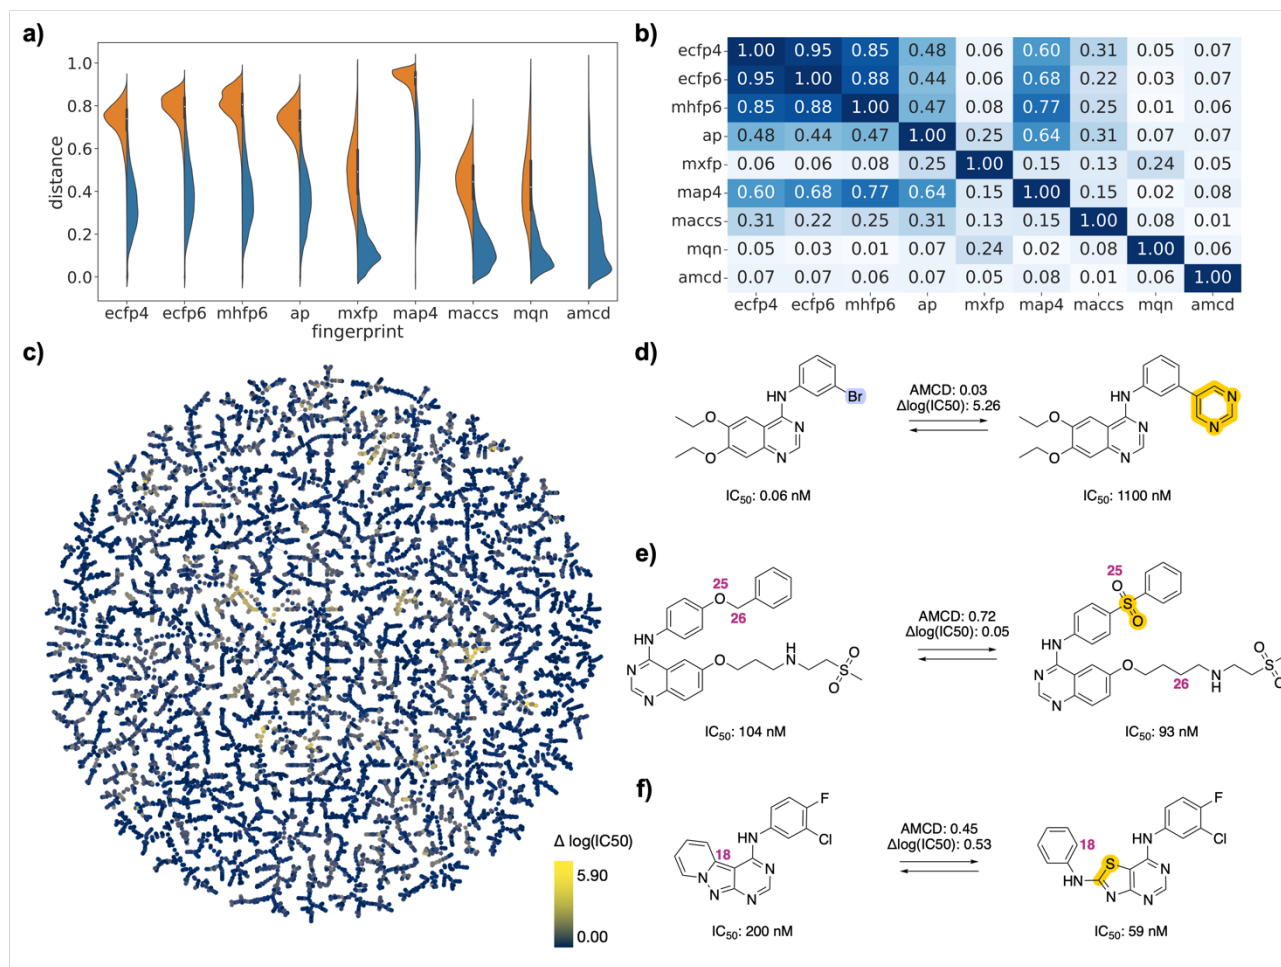 a)
distance
1.0
0.8
0.6
0.4
0.2
0.0
ecfp4 ecfp6 mhfp6 ap mxfp map4 maccs mqn amcd
fingerprint
b)
ecfp4 1.00 0.95 0.85 0.48 0.06 0.60 0.31 0.05 0.07
ecfp6 0.95 1.00 0.88 0.44 0.06 0.68 0.22 0.03 0.07
mhfp6 0.85 0.88 1.00 0.47 0.08 0.77 0.25 0.01 0.06
ap 0.48 0.44 0.47 1.00 0.25 0.64 0.31 0.07 0.07
mxfp 0.06 0.06 0.08 0.25 1.00 0.15 0.13 0.24 0.05
map4 0.60 0.68 0.77 0.64 0.15 1.00 0.15 0.02 0.08
maccs 0.31 0.22 0.25 0.31 0.13 0.15 1.00 0.08 0.01
mqn 0.05 0.03 0.01 0.07 0.24 0.02 0.08 1.00 0.06
amcd 0.07 0.07 0.06 0.07 0.05 0.08 0.01 0.06 1.00
ecfp4 ecfp6 mhfp6 ap mxfp map4 maccs mqn amcd
c)
Δ log(IC50)
5.90
0.00
d)
HN
Br
O
O
N
N
IC50: 0.06 nM
AMCD: 0.03
Δlog(IC50): 5.26
HN
N
N
O
O
N
N
IC50: 1100 nM
e)
25
O
26
HN
N
N
O
H
N
O
S
O
IC50: 104 nM
AMCD: 0.72
Δlog(IC50): 0.05
25
O
S
O
HN
N
N
O
26
N
H
O
S
O
IC50: 93 nM
f)
F
Cl
HN
18
N
N
N
N
IC50: 200 nM
AMCD: 0.45
Δlog(IC50): 0.53
F
Cl
18
HN
S
HN
N
N
N
IC50: 59 nM